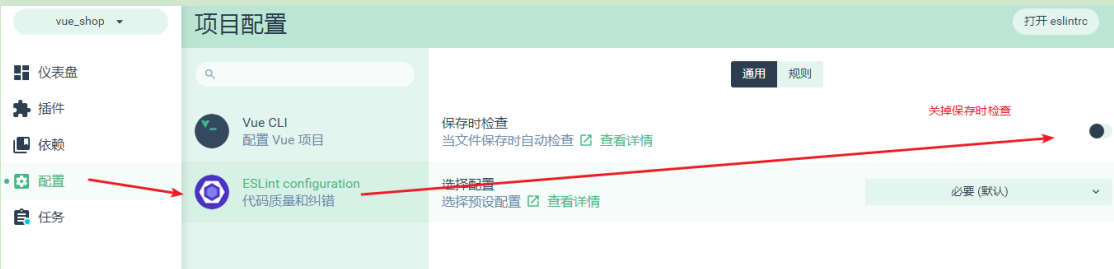 vue_shop
项目配置
打开 eslintrc
仪表盘
插件
依赖
配置
任务
Vue CLI
配置 Vue 项目
ESLint configuration
代码质量和纠错
通用 规则
关掉保存时检查
保存时检查
当文件保存时自动检查 查看详情
选择配置
选择预设配置 查看详情
必要 (默认)